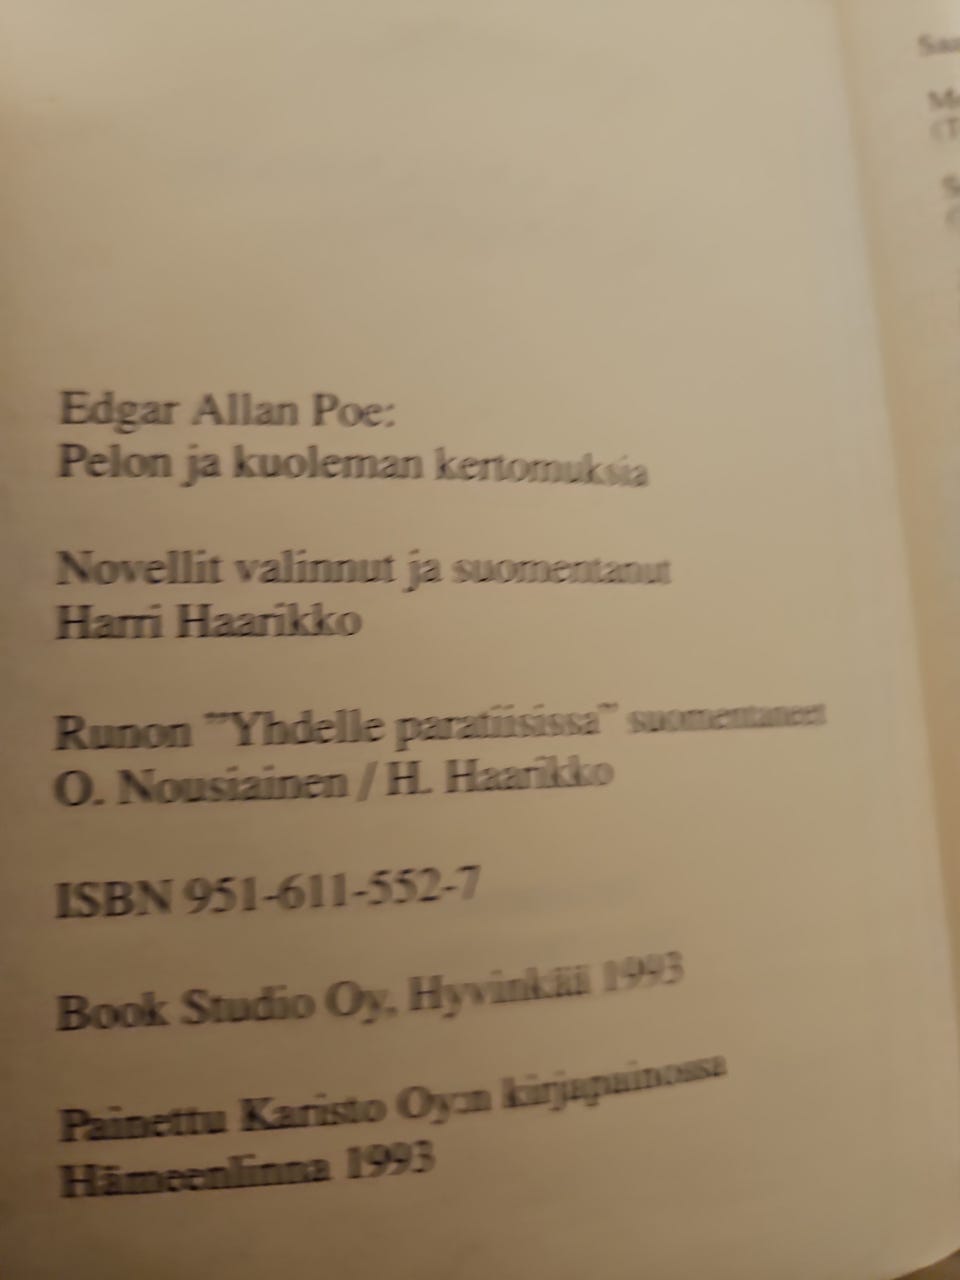 Edgar Allan Poe:
Pelon ja kuoleman kertomuksia
Novellit valinnut ja suomentanut
Harri Haarikko
Runon "Yhdelle paratiisissa" suomentaneet
O. Nousiainen / H. Haarikko
ISBN 951-611-552-7
Book Studio Oy, Hyvinkää 1993
Painettu Karisto Oy:n kirjapainossa
Hämeenlinna 1993